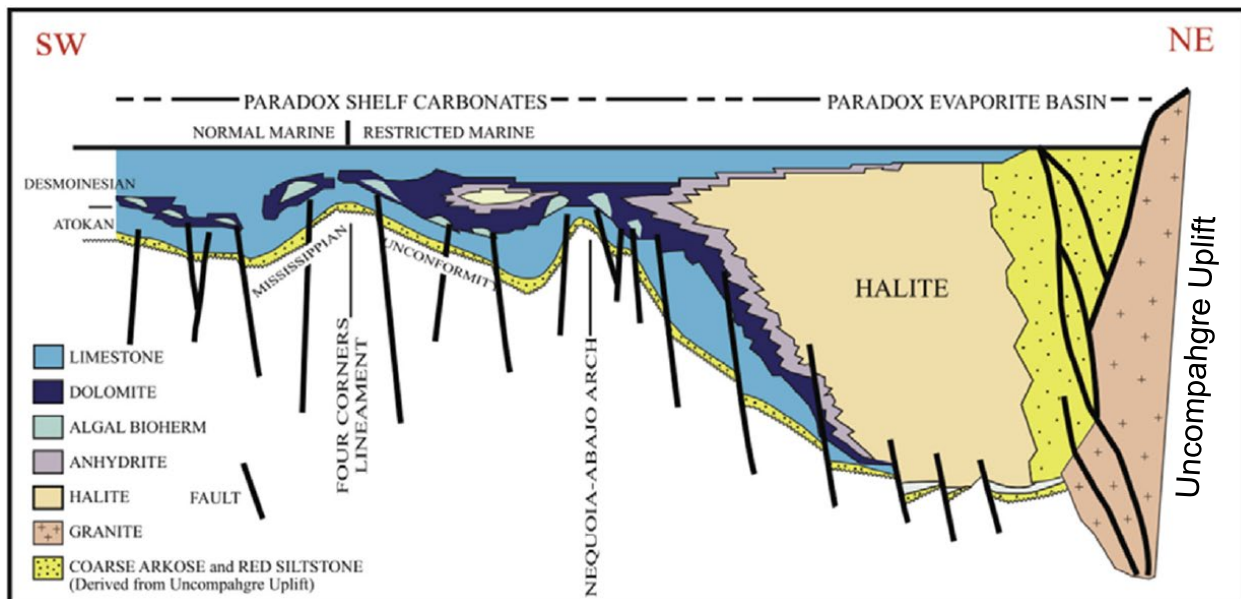 SW
NE
PARADOX SHELF CARBONATES
PARADOX EVAPORITE BASIN
NORMAL MARINE
RESTRICTED MARINE
DESMOINESIAN
ATOKAN
MISSISSIPPIAN
UNCONFORMITY
HALITE
Uncompahgre Uplift
FOUR CORNERS
LINEAMENT
NEQUOIA-ABAJO ARCH
LIMESTONE
DOLOMITE
ALGAL BIOHERM
ANHYDRITE
HALITE
FAULT
GRANITE
COARSE ARKOSE and RED SILTSTONE
(Derived from Uncompahgre Uplift)